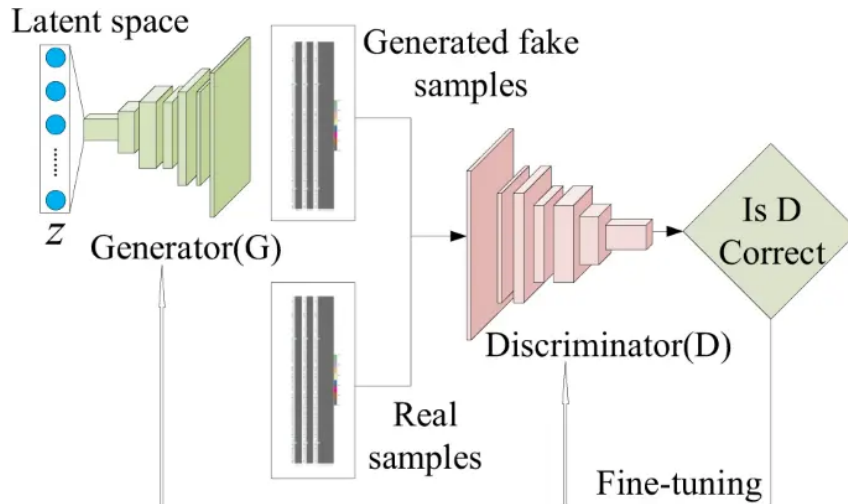 Latent space
Generated fake
samples
......
z
Generator(G)
Is D
Correct
Discriminator(D)
Real
samples
Fine-tuning